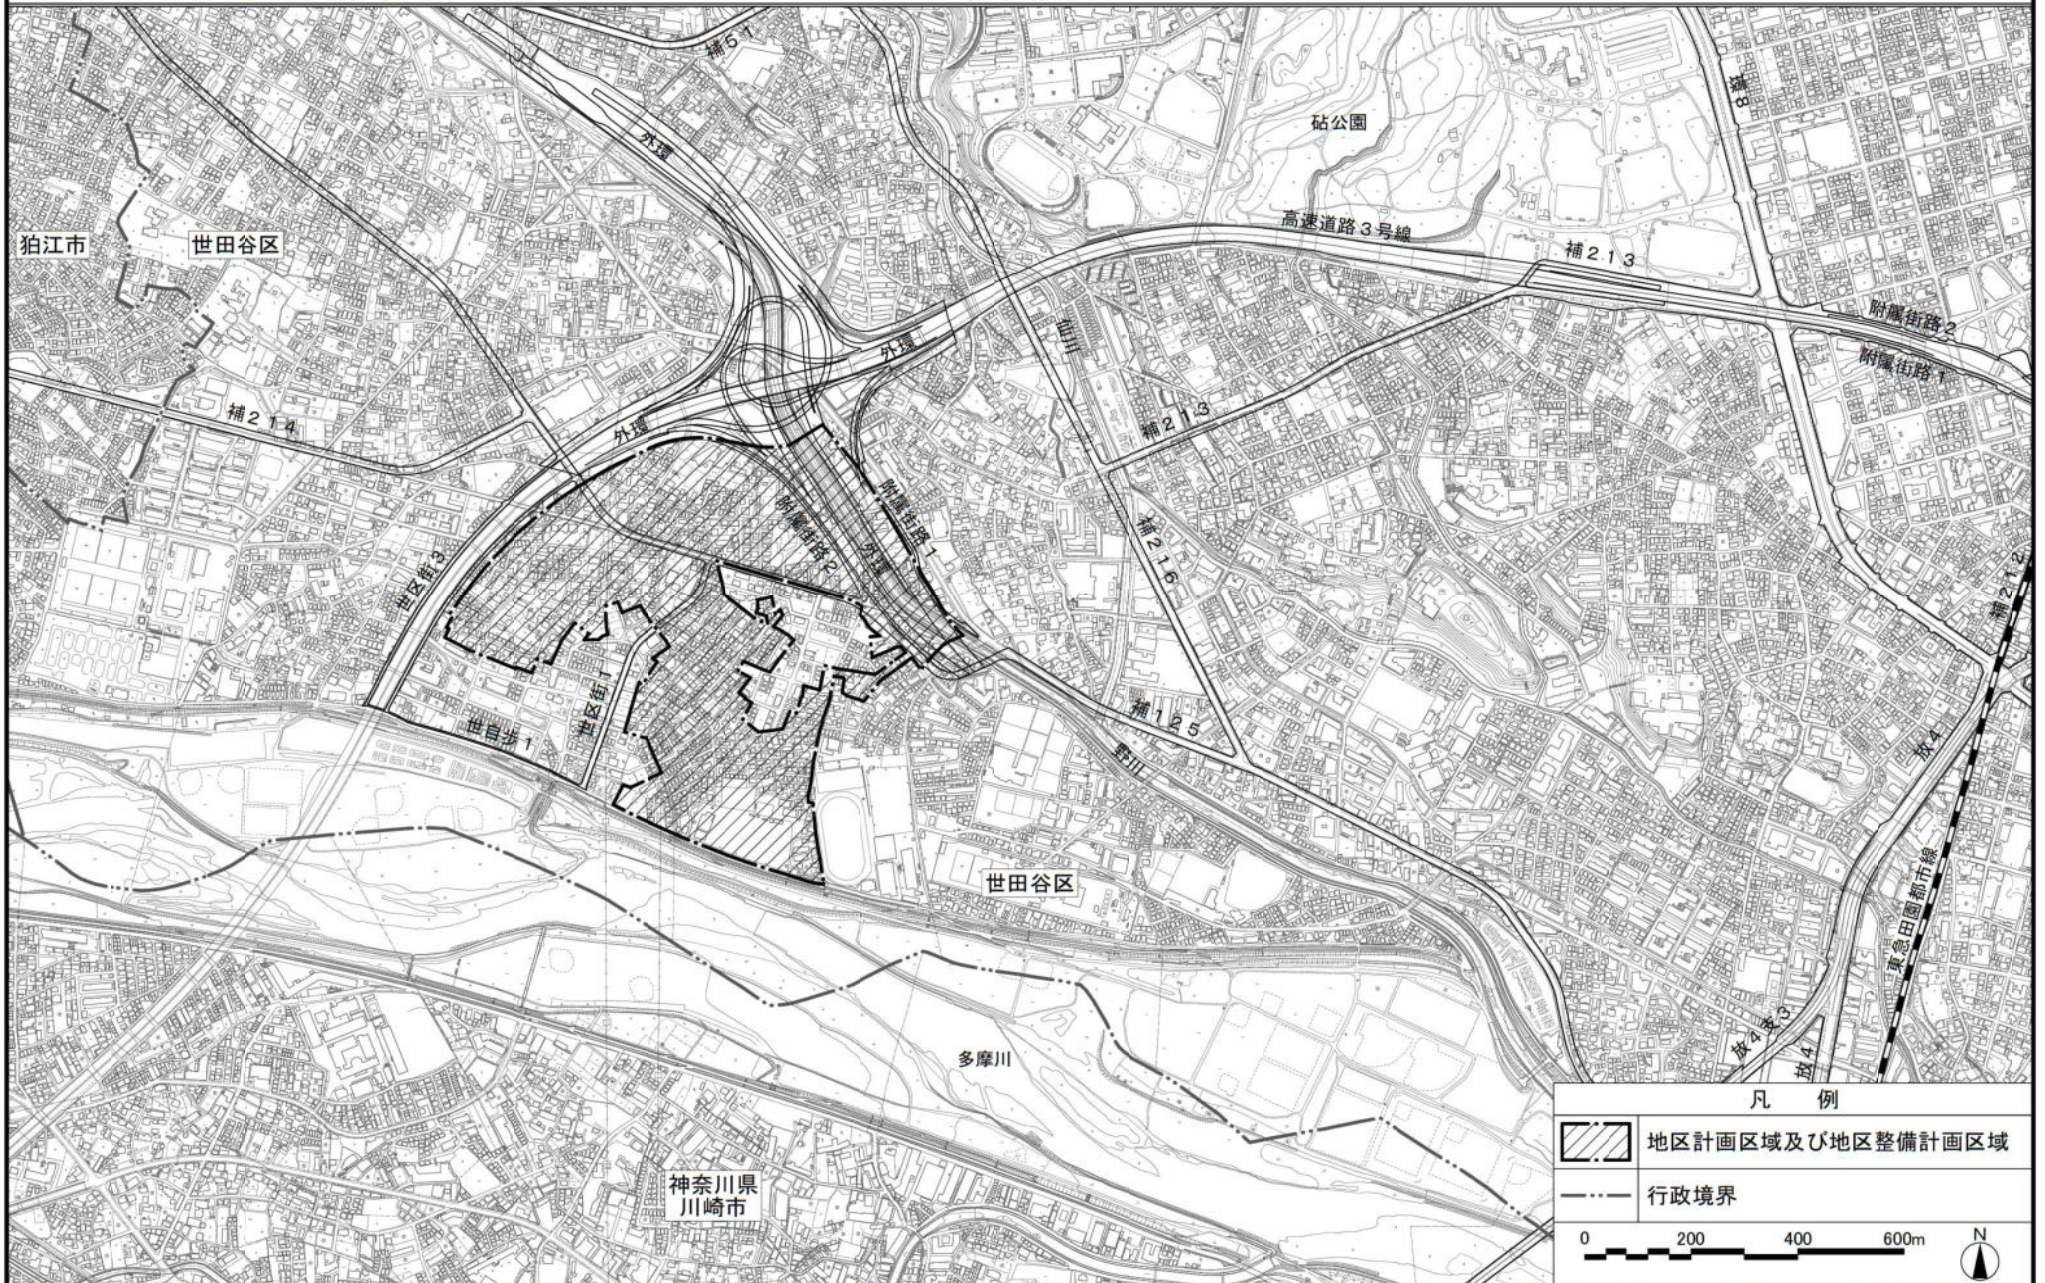 補51
環8
砧公園
外環
狛江市
世田谷区
高速道路3号線
補213
附属街路2
附属街路1
仙川
外環
補213
補214
外環
附属街路1
附属街路2
外環
補216
世区街3
補212
世区街1
世自歩1
補125
野川
放4
世田谷区
東急田園都市線
多摩川
放4支3
放4
神奈川県
川崎市
凡 例
地区計画区域及び地区整備計画区域
行政境界
0 200 400 600m
N